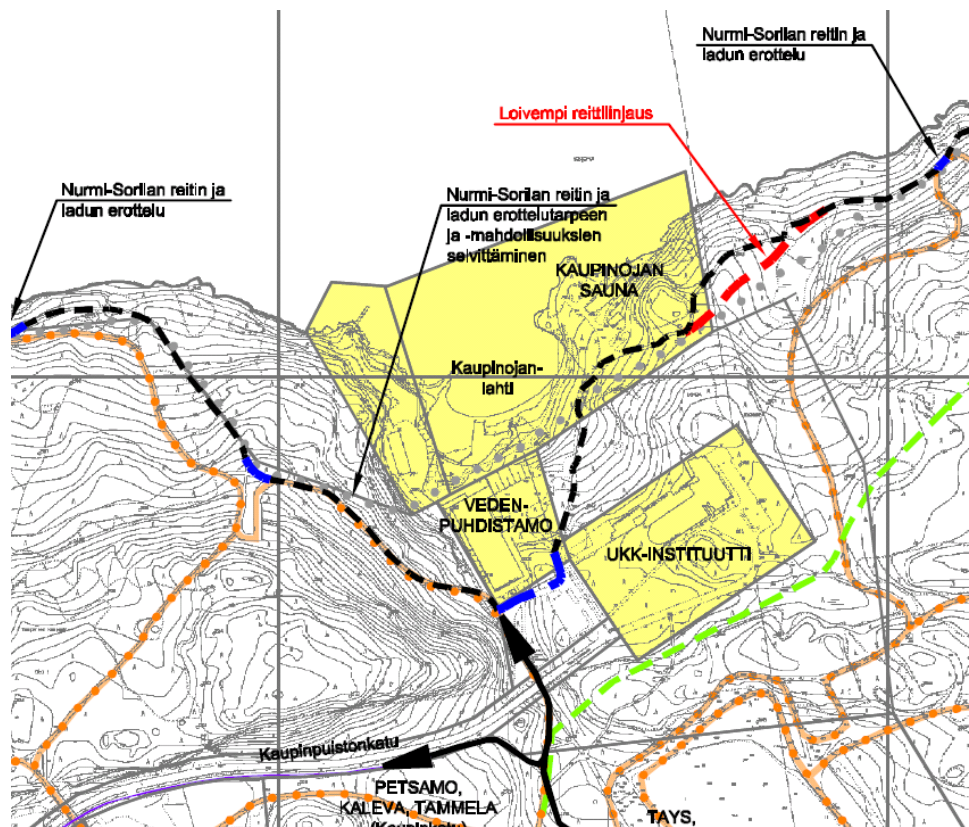 Nurmi-Sorilan reitin ja
ladun erottelu
Loivempi reittilinjaus
Nurmi-Sorilan reitin ja
ladun erottelu
Nurmi-Sorilan reitin ja
ladun erottelutarpeen
ja -mahdollisuuksien
selvittäminen
KAUPINOJAN
SAUNA
Kaupinojan-
lahti
VEDEN-
PUHDISTAMO
UKK-INSTITUUTTI
Kaupinpuistonkatu
PETSAMO,
KALEVA, TAMMELA
(Kaupinkatu)
TAYS,